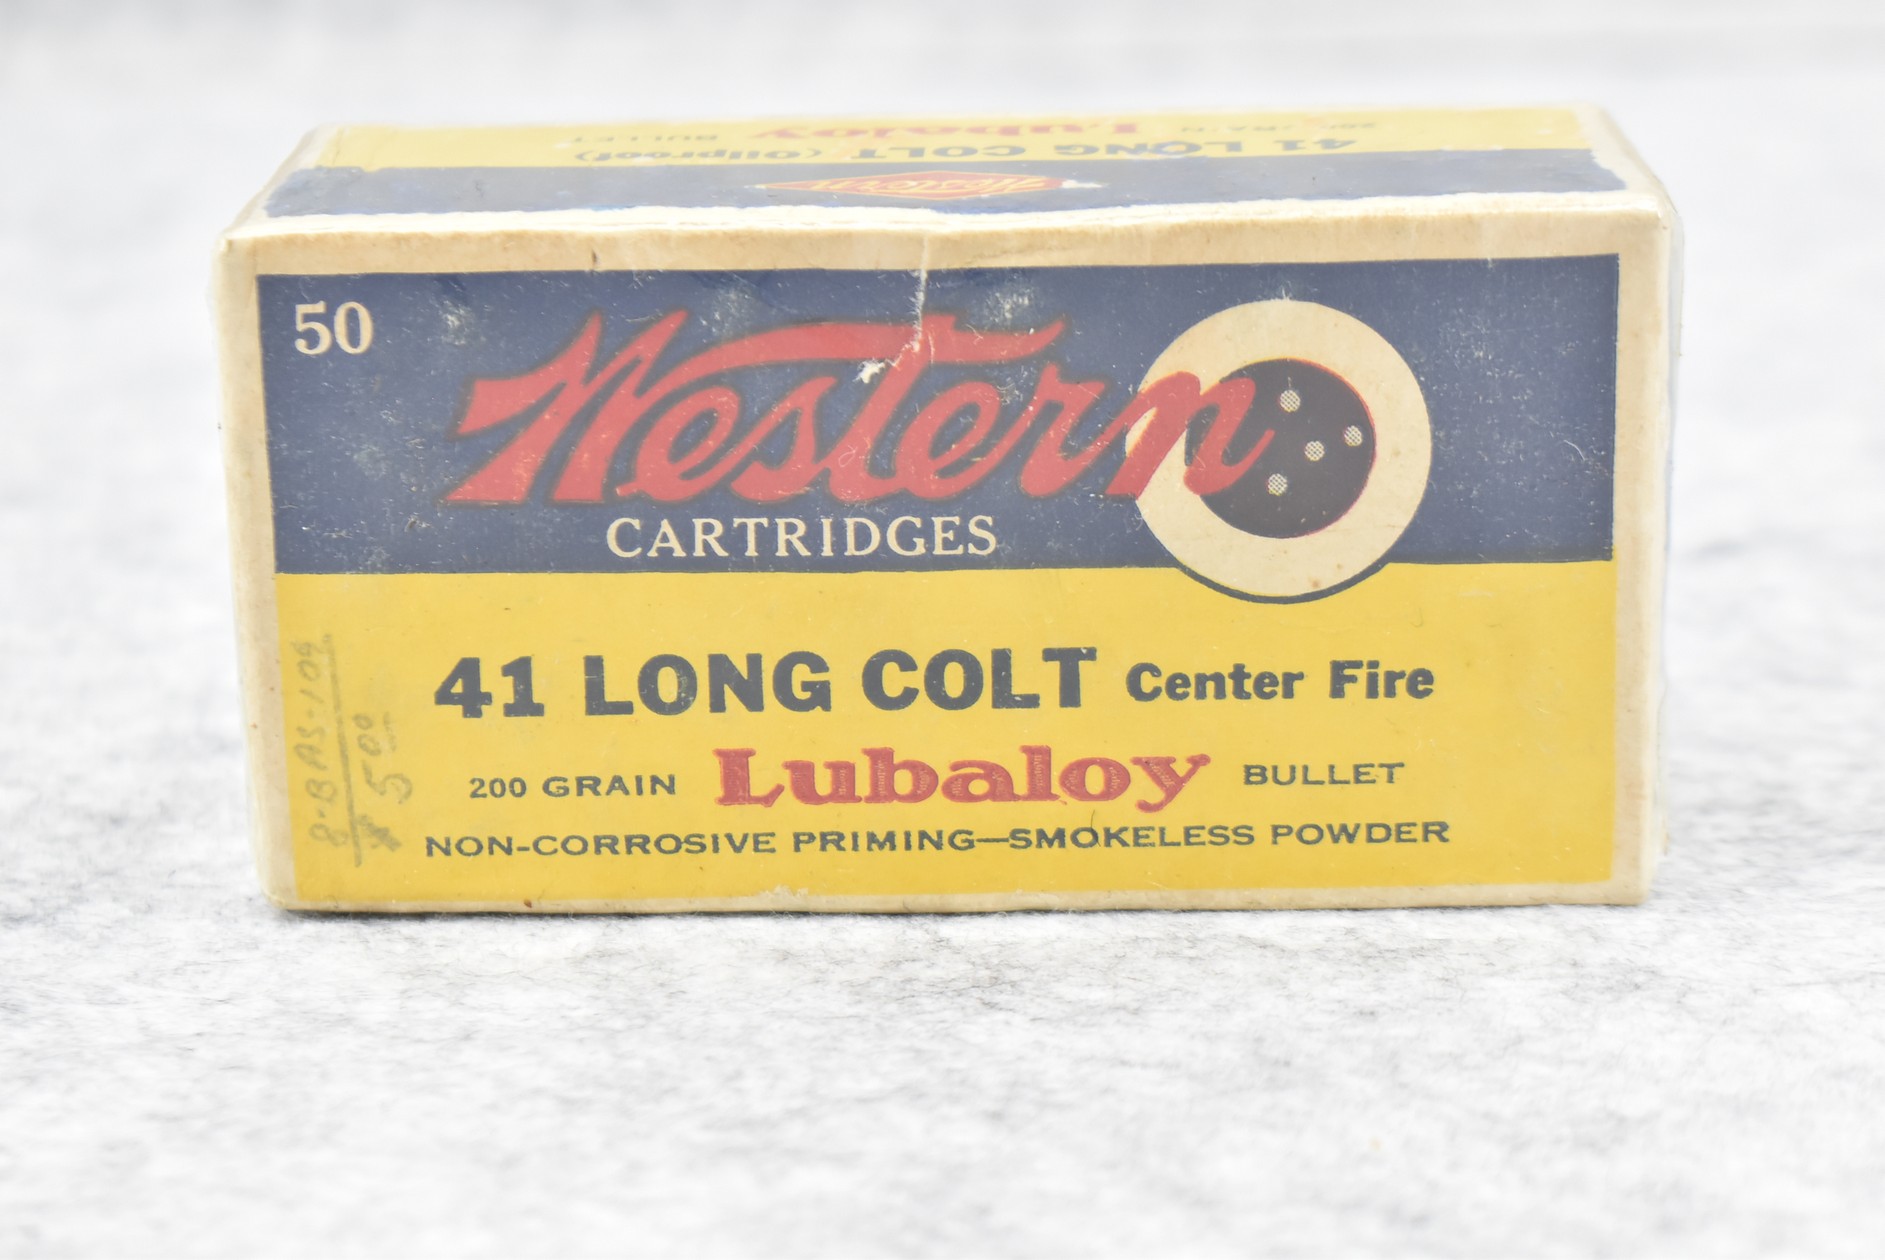 BULLET Lubaloy
41 LONG COLT (Oilproof)
Western
50
Western
CARTRIDGES
41 LONG COLT Center Fire
200 GRAIN Lubaloy BULLET
NON-CORROSIVE PRIMING—SMOKELESS POWDER